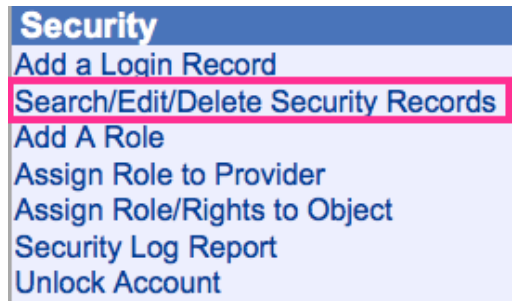 Security
Add a Login Record
Search/Edit/Delete Security Records
Add A Role
Assign Role to Provider
Assign Role/Rights to Object
Security Log Report
Unlock Account